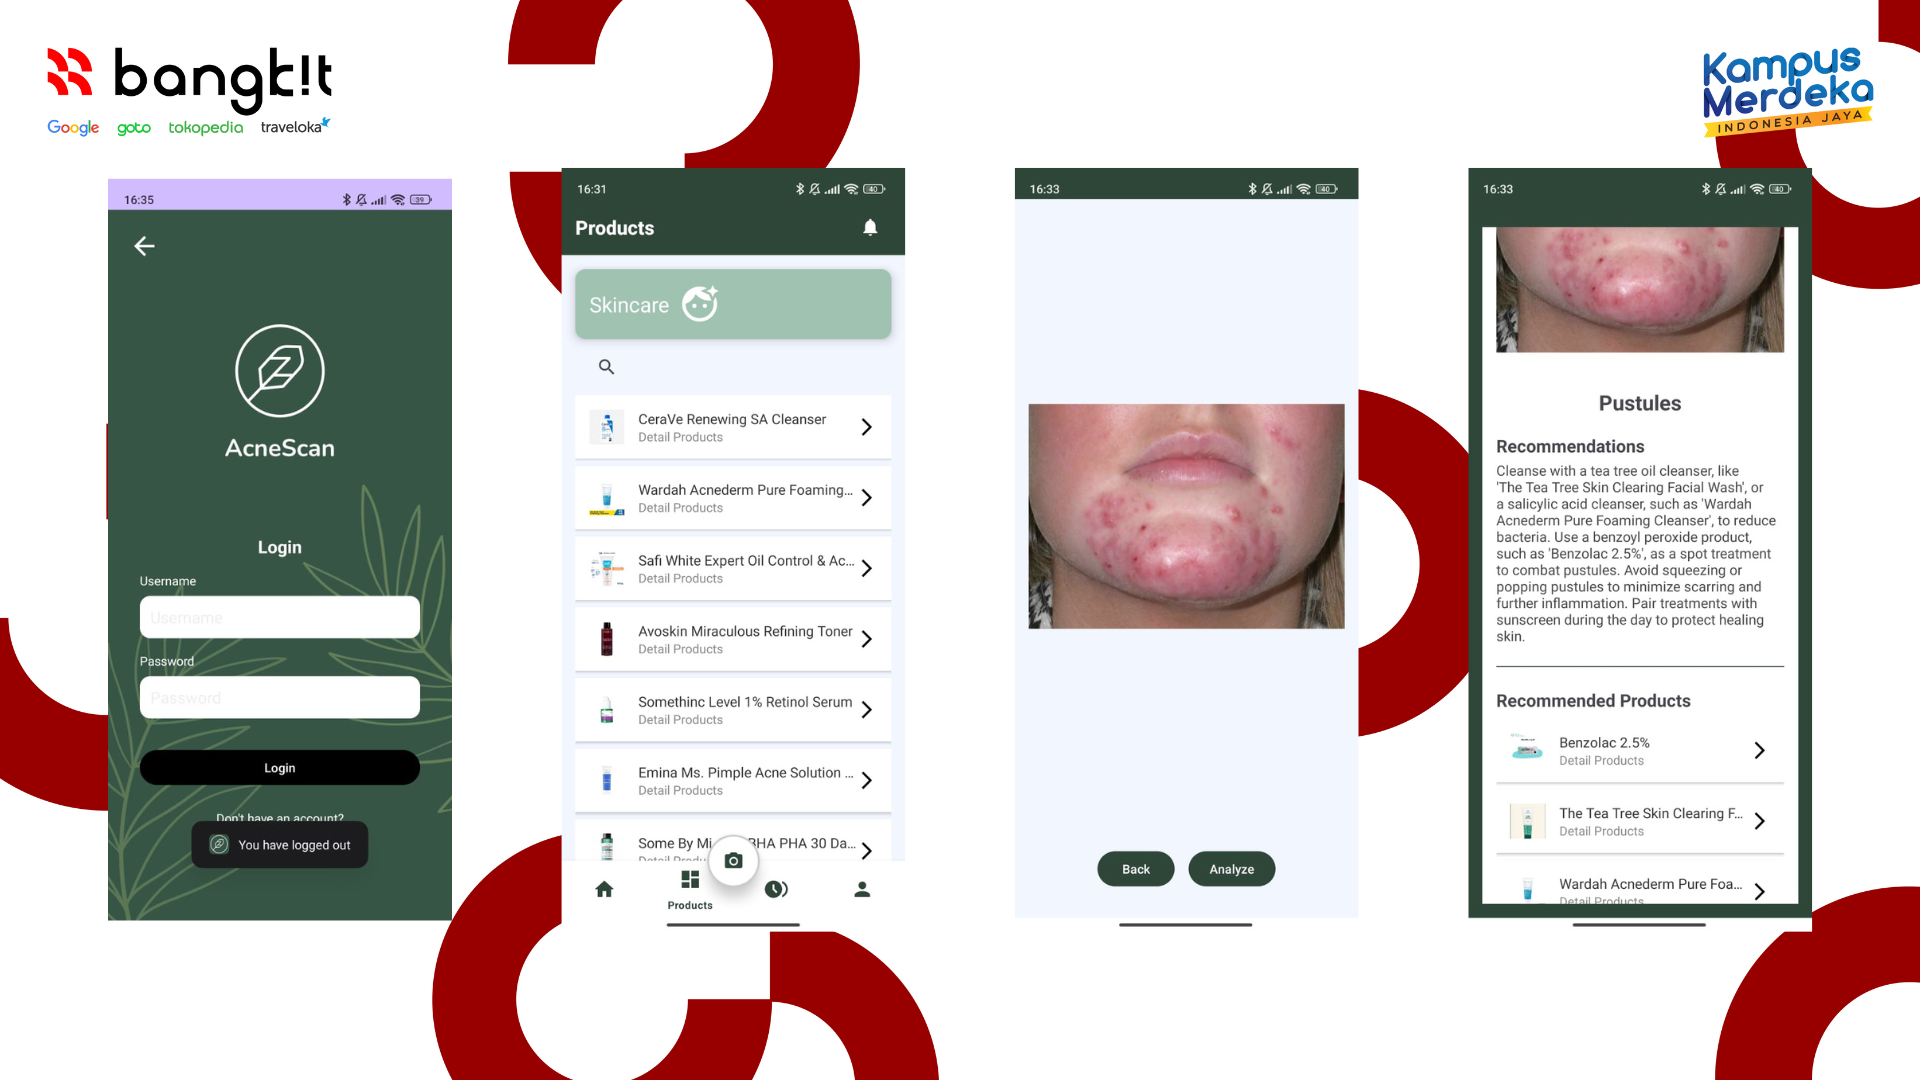 bangk!t
Google goto tokopedia traveloka
Kampus
Merdeka
INDONESIA JAYA
16:35
39
AcneScan
Login
Username
Username
Password
Password
Login
Don't have an account?
You have logged out
16:31
40
Products
Skincare
CeraVe Renewing SA Cleanser
Detail Products
Wardah Acnederm Pure Foaming...
Detail Products
Safi White Expert Oil Control & Ac...
Detail Products
Avoskin Miraculous Refining Toner
Detail Products
Somethinc Level 1% Retinol Serum
Detail Products
Emina Ms. Pimple Acne Solution ...
Detail Products
Some By Mi BHA PHA 30 Da...
Detail Produ
Products
16:33
40
Back
Analyze
16:33
40
Pustules
Recommendations
Cleanse with a tea tree oil cleanser, like
'The Tea Tree Skin Clearing Facial Wash', or
a salicylic acid cleanser, such as 'Wardah
Acnederm Pure Foaming Cleanser', to reduce
bacteria. Use a benzoyl peroxide product,
such as 'Benzolac 2.5%', as a spot treatment
to combat pustules. Avoid squeezing or
popping pustules to minimize scarring and
further inflammation. Pair treatments with
sunscreen during the day to protect healing
skin.
Recommended Products
Benzolac 2.5%
Detail Products
The Tea Tree Skin Clearing F...
Detail Products
Wardah Acnederm Pure Foa...
Detail Products